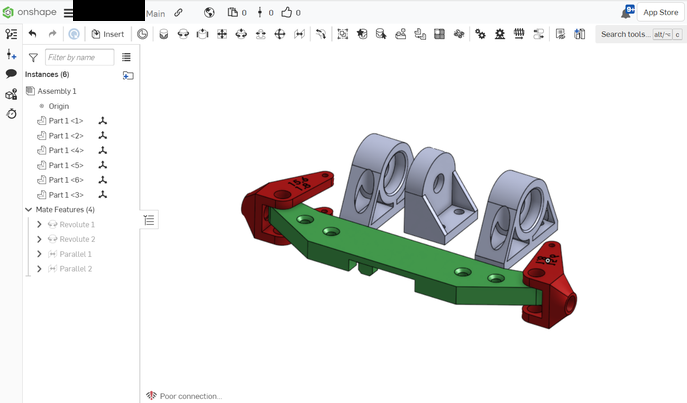 onshape
Main
0
0
0
9+
App Store
Insert
Search tools...
alt/⌥
c
Filter by name
Instances (6)
Assembly 1
Origin
Part 1 <1>
Part 1 <2>
Part 1 <4>
Part 1 <5>
Part 1 <6>
Part 1 <3>
Mate Features (4)
Revolute 1
Revolute 2
Parallel 1
Parallel 2
Poor connection...